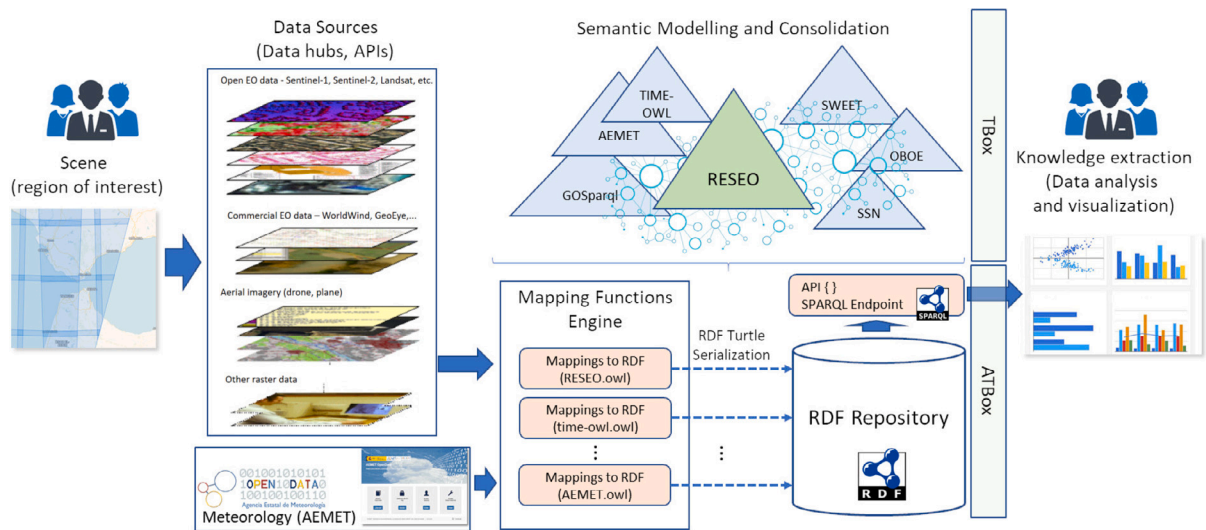 Scene
(region of interest)
Data Sources
(Data hubs, APIs)
Open EO data - Sentinel-1, Sentinel-2, Landsat, etc.
Commercial EO data – WorldWind, GeoEye,...
Aerial imagery (drone, plane)
Other raster data
001001010101
1OPEN10DATA0
100100100110
Agencia Estatal de Meteorología
Meteorology (AEMET)
Semantic Modelling and Consolidation
TIME-
OWL
AEMET
GOSparql
RESEO
SWEET
OBOE
SSN
Mapping Functions
Engine
Mappings to RDF
(RESEO.owl)
Mappings to RDF
(time-owl.owl)
Mappings to RDF
(AEMET.owl)
RDF Turtle
Serialization
API { }
SPARQL Endpoint
SPARQL
RDF Repository
RDF
TBox
ATBox
Knowledge extraction
(Data analysis
and visualization)